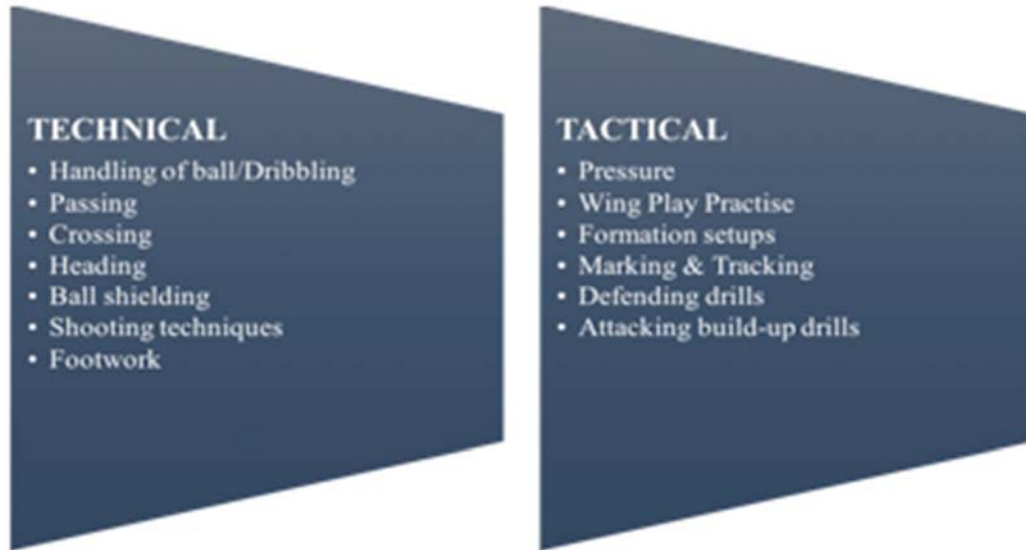 TECHNICAL
• Handling of ball/Dribbling
• Passing
• Crossing
• Heading
• Ball shielding
• Shooting techniques
• Footwork
TACTICAL
• Pressure
• Wing Play Practise
• Formation setups
• Marking & Tracking
• Defending drills
• Attacking build-up drills